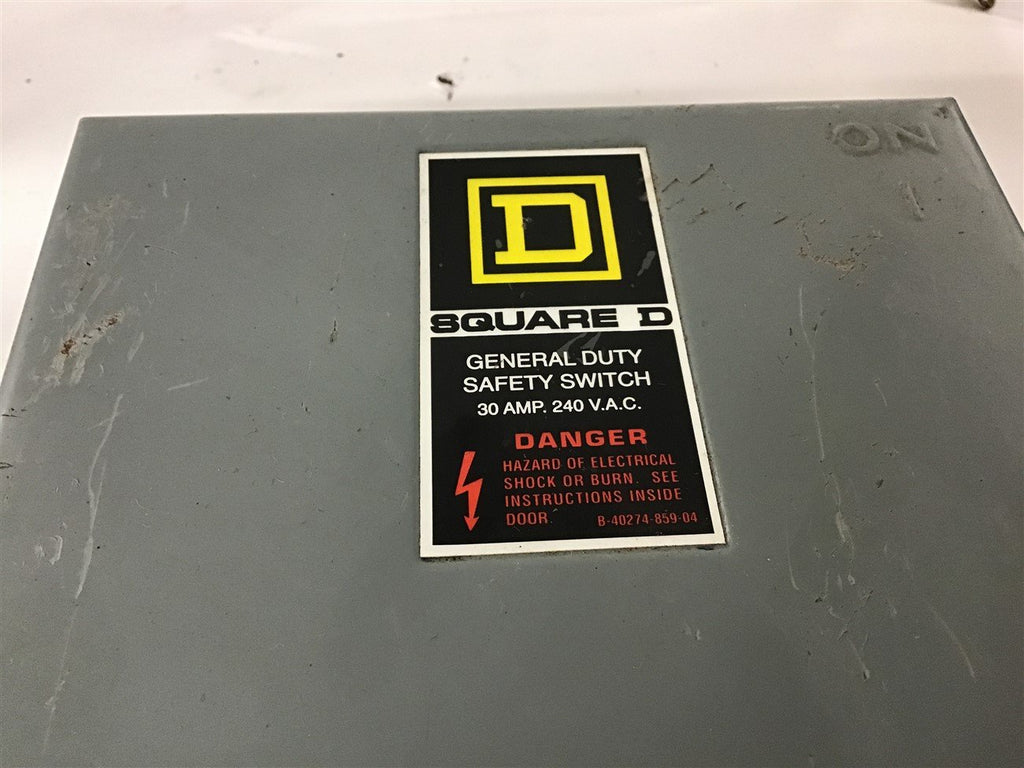 ON
D
SQUARE D
GENERAL DUTY
SAFETY SWITCH
30 AMP. 240 V.A.C.
DANGER
HAZARD OF ELECTRICAL
SHOCK OR BURN. SEE
INSTRUCTIONS INSIDE
DOOR.
B-40274-859-04